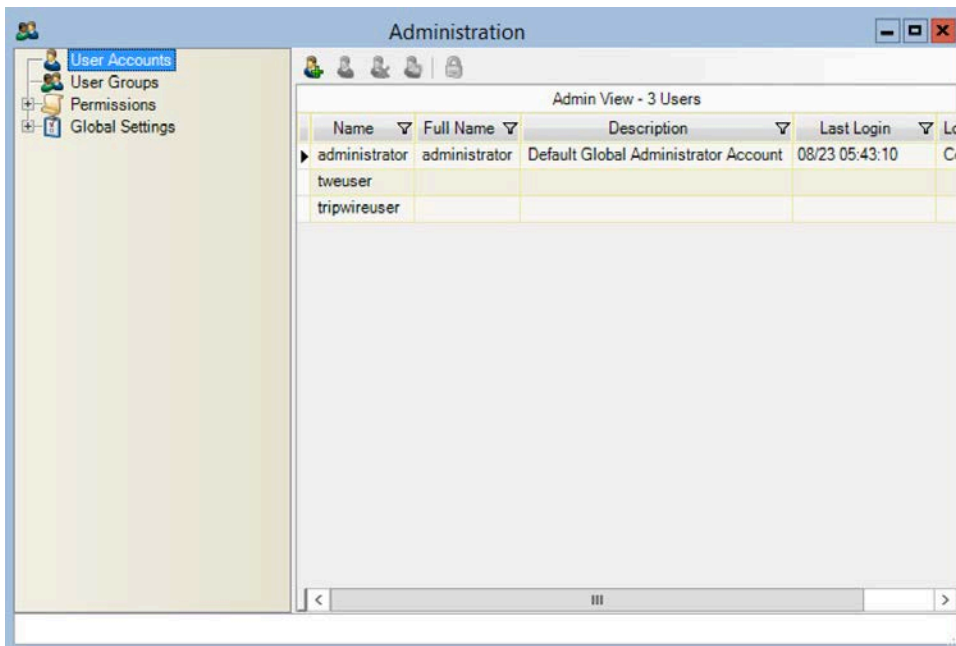 Administration
User Accounts
User Groups
Permissions
Global Settings
Admin View - 3 Users
Name Full Name Description Last Login
administrator administrator Default Global Administrator Account 08/23 05:43:10
tweuser
tripwireuser